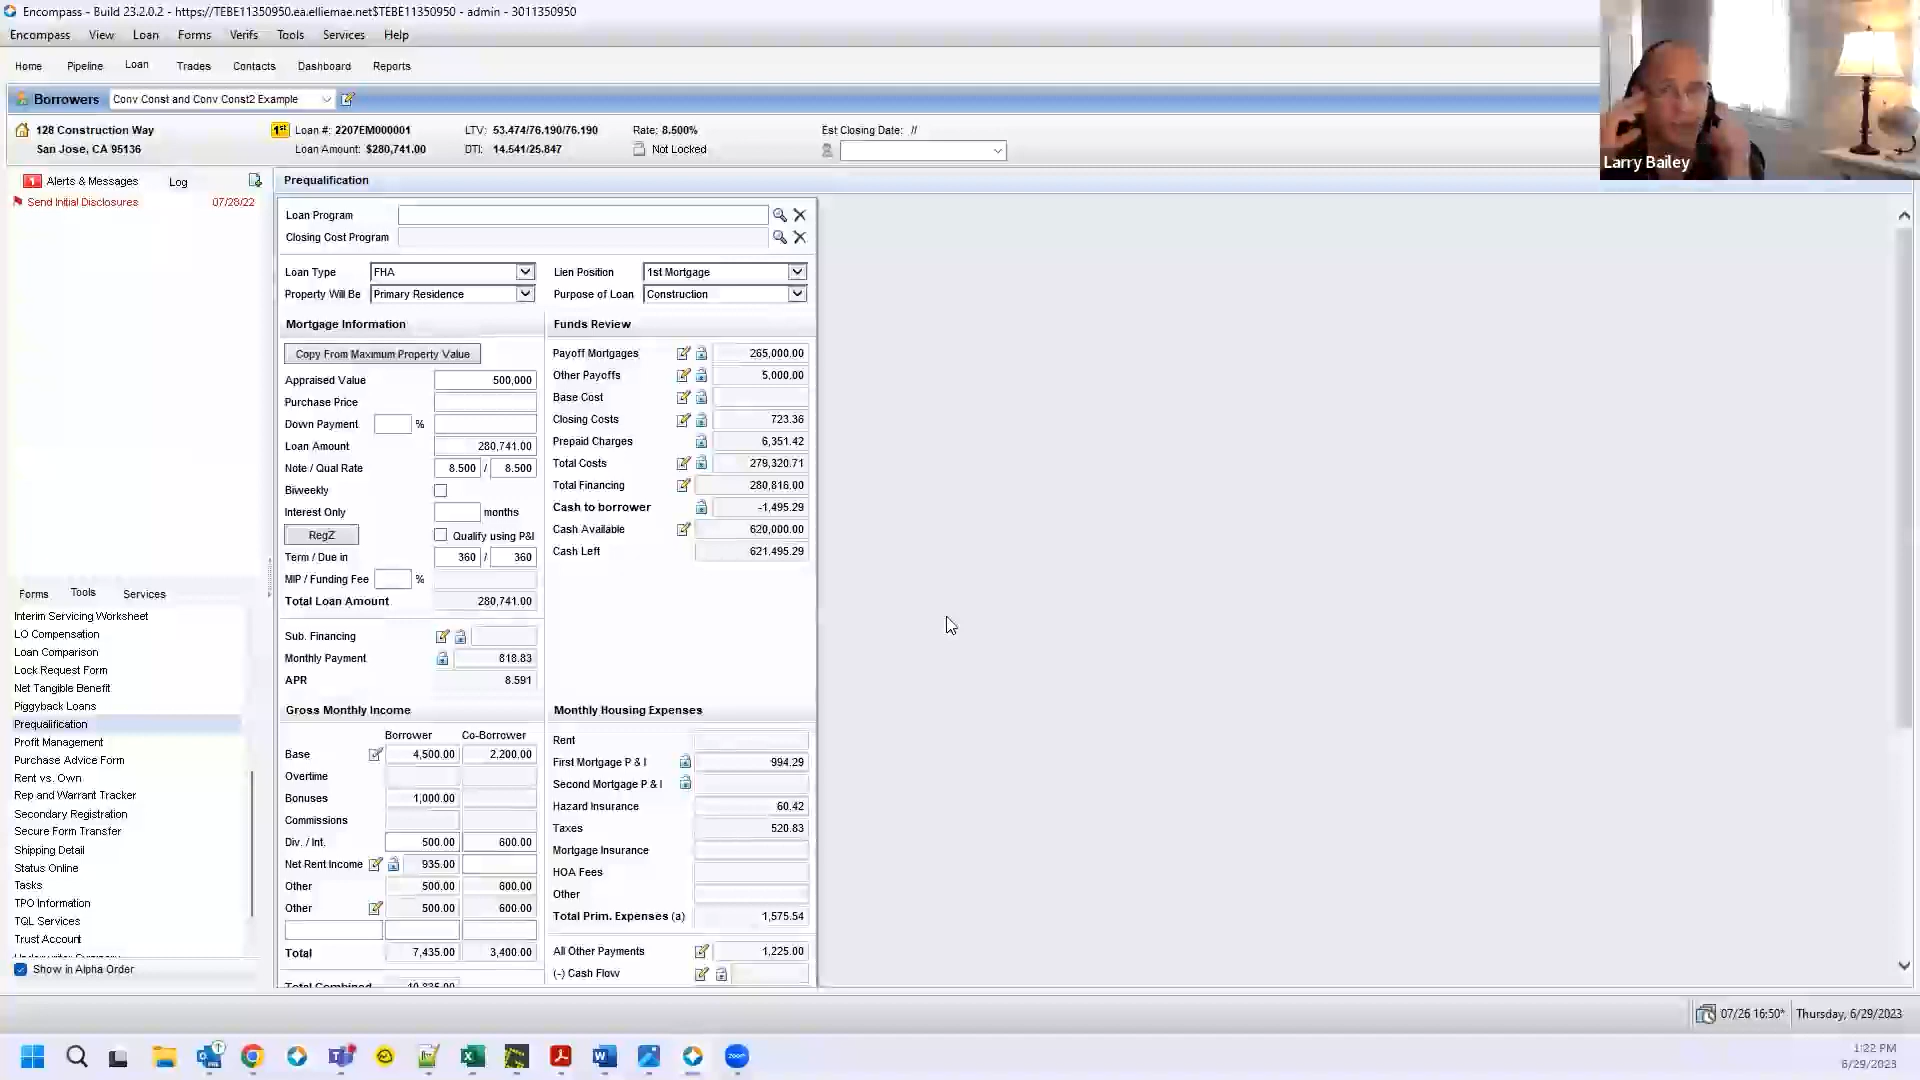 Encompass - Build 23.2.0.2 - https://TEBE11350950.ea.elliemae.net$TEBE11350950 - admin - 3011350950
Encompass View Loan Forms Verifs Tools Services Help
Home Pipeline Loan Trades Contacts Dashboard Reports
Borrowers Conv Const and Conv Const2 Example
128 Construction Way 1st Loan #: 2207EM000001 LTV: 53.474/76.190/76.190 Rate: 8.500% Est Closing Date: //
San Jose, CA 95136 Loan Amount: $280,741.00 DTI: 14.541/25.847 Not Locked
Larry Bailey
1 Alerts & Messages Log
Send Initial Disclosures 07/28/22
Forms Tools Services
Interim Servicing Worksheet
LO Compensation
Loan Comparison
Lock Request Form
Net Tangible Benefit
Piggyback Loans
Prequalification
Profit Management
Purchase Advice Form
Rent vs. Own
Rep and Warrant Tracker
Secondary Registration
Secure Form Transfer
Shipping Detail
Status Online
Tasks
TPO Information
TQL Services
Trust Account
Show in Alpha Order
Prequalification
Loan Program
Closing Cost Program
Loan Type FHA Lien Position 1st Mortgage
Property Will Be Primary Residence Purpose of Loan Construction
Mortgage Information
Copy From Maximum Property Value
Appraised Value 500,000
Purchase Price
Down Payment %
Loan Amount 280,741.00
Note / Qual Rate 8.500 / 8.500
Biweekly
Interest Only months
RegZ Qualify using P&I
Term / Due in 360 / 360
MIP / Funding Fee %
Total Loan Amount 280,741.00
Sub. Financing
Monthly Payment 818.83
APR 8.591
Funds Review
Payoff Mortgages 265,000.00
Other Payoffs 5,000.00
Base Cost
Closing Costs 723.36
Prepaid Charges 6,351.42
Total Costs 279,320.71
Total Financing 280,816.00
Cash to borrower -1,495.29
Cash Available 620,000.00
Cash Left 621,495.29
Gross Monthly Income
Borrower Co-Borrower
Base 4,500.00 2,200.00
Overtime
Bonuses 1,000.00
Commissions
Div. / Int. 500.00 600.00
Net Rent Income 935.00
Other 500.00 600.00
Other 500.00 600.00
Total 7,435.00 3,400.00
Monthly Housing Expenses
Rent
First Mortgage P & I 994.29
Second Mortgage P & I
Hazard Insurance 60.42
Taxes 520.83
Mortgage Insurance
HOA Fees
Other
Total Prim. Expenses (a) 1,575.54
All Other Payments 1,225.00
(-) Cash Flow
07/26 16:50* Thursday, 6/29/2023
1:22 PM
6/29/2023